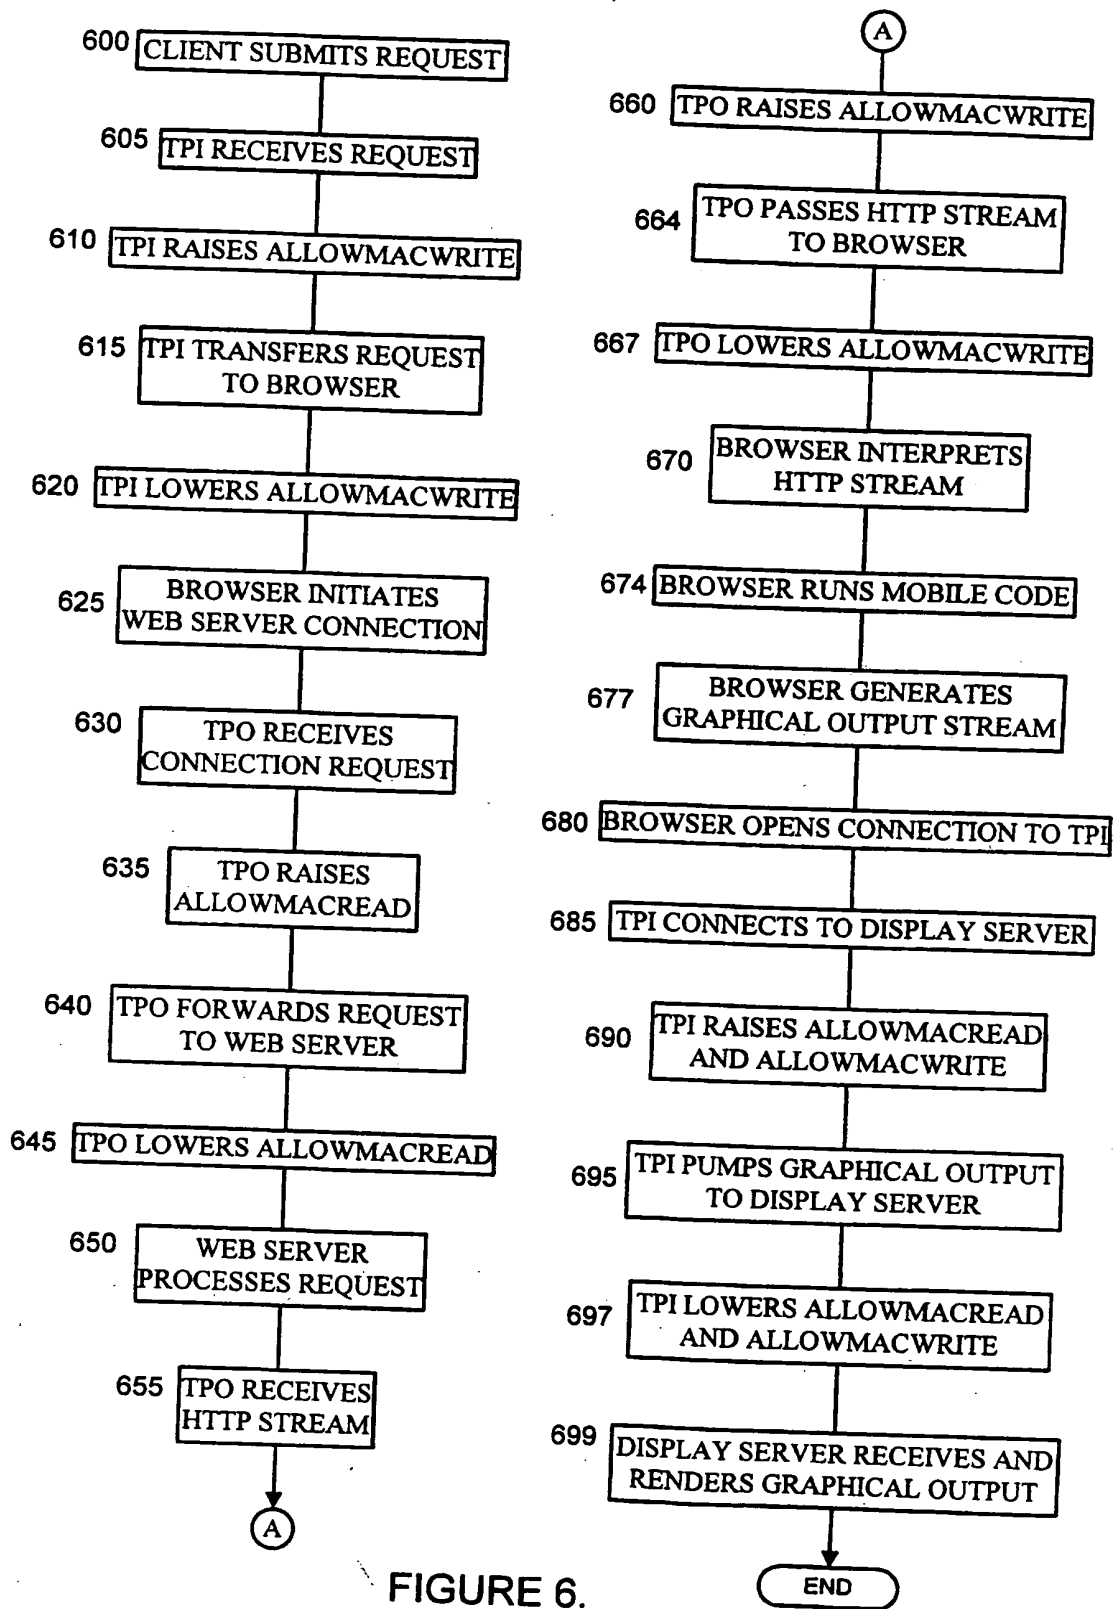 600 CLIENT SUBMITS REQUEST
605 TPI RECEIVES REQUEST
610 TPI RAISES ALLOWMACWRITE
615 TPI TRANSFERS REQUEST
TO BROWSER
620 TPI LOWERS ALLOWMACWRITE
625 BROWSER INITIATES
WEB SERVER CONNECTION
630 TPO RECEIVES
CONNECTION REQUEST
635 TPO RAISES
ALLOWMACREAD
640 TPO FORWARDS REQUEST
TO WEB SERVER
645 TPO LOWERS ALLOWMACREAD
650 WEB SERVER
PROCESSES REQUEST
655 TPO RECEIVES
HTTP STREAM
A
A
660 TPO RAISES ALLOWMACWRITE
664 TPO PASSES HTTP STREAM
TO BROWSER
667 TPO LOWERS ALLOWMACWRITE
670 BROWSER INTERPRETS
HTTP STREAM
674 BROWSER RUNS MOBILE CODE
677 BROWSER GENERATES
GRAPHICAL OUTPUT STREAM
680 BROWSER OPENS CONNECTION TO TPI
685 TPI CONNECTS TO DISPLAY SERVER
690 TPI RAISES ALLOWMACREAD
AND ALLOWMACWRITE
695 TPI PUMPS GRAPHICAL OUTPUT
TO DISPLAY SERVER
697 TPI LOWERS ALLOWMACREAD
AND ALLOWMACWRITE
699 DISPLAY SERVER RECEIVES AND
RENDERS GRAPHICAL OUTPUT
END
FIGURE 6.